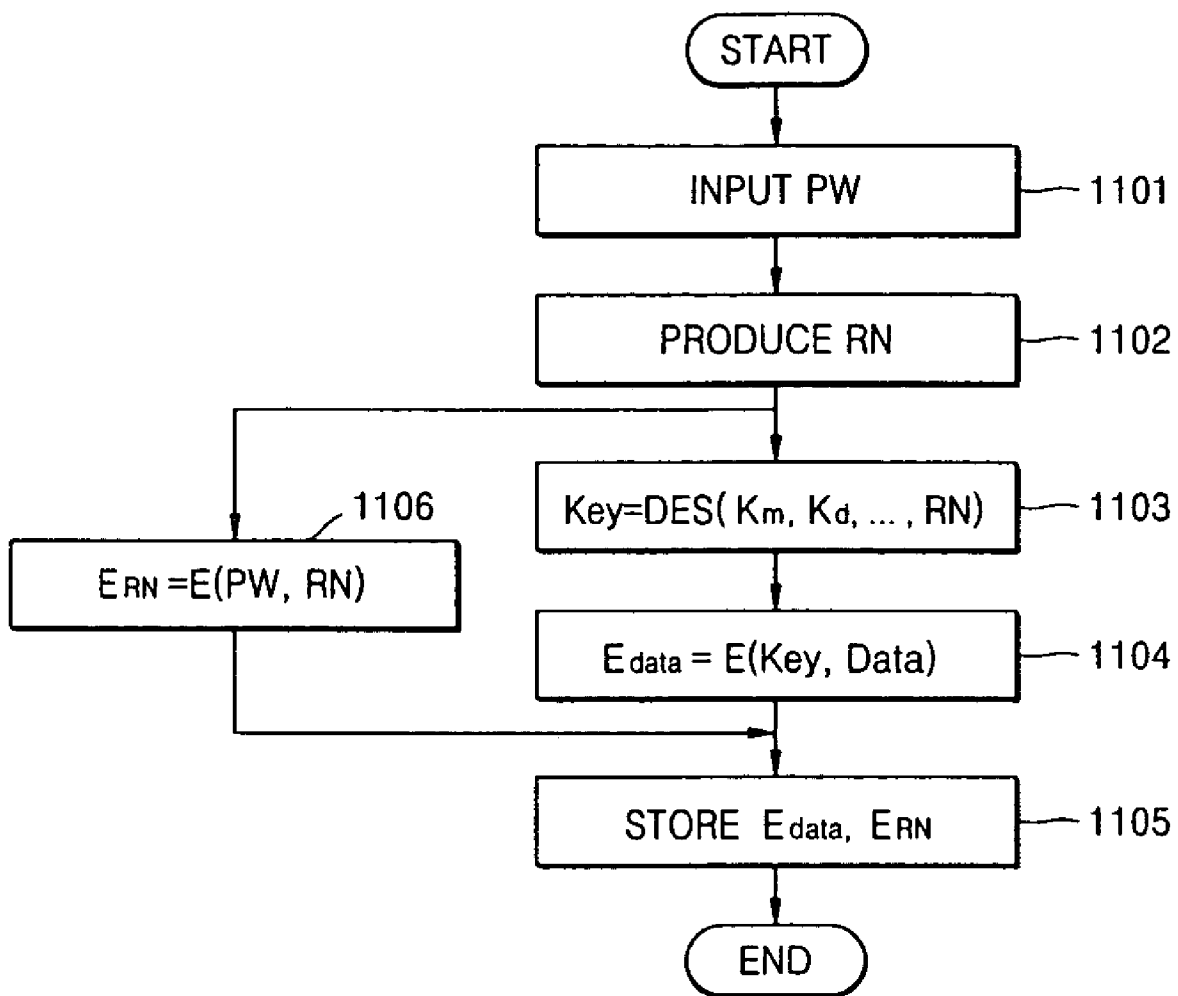 START
INPUT PW
1101
PRODUCE RN
1102
Key=DES( Km, Kd, ... , RN)
1103
1106
ERN =E(PW, RN)
Edata = E(Key, Data)
1104
STORE Edata, ERN
1105
END